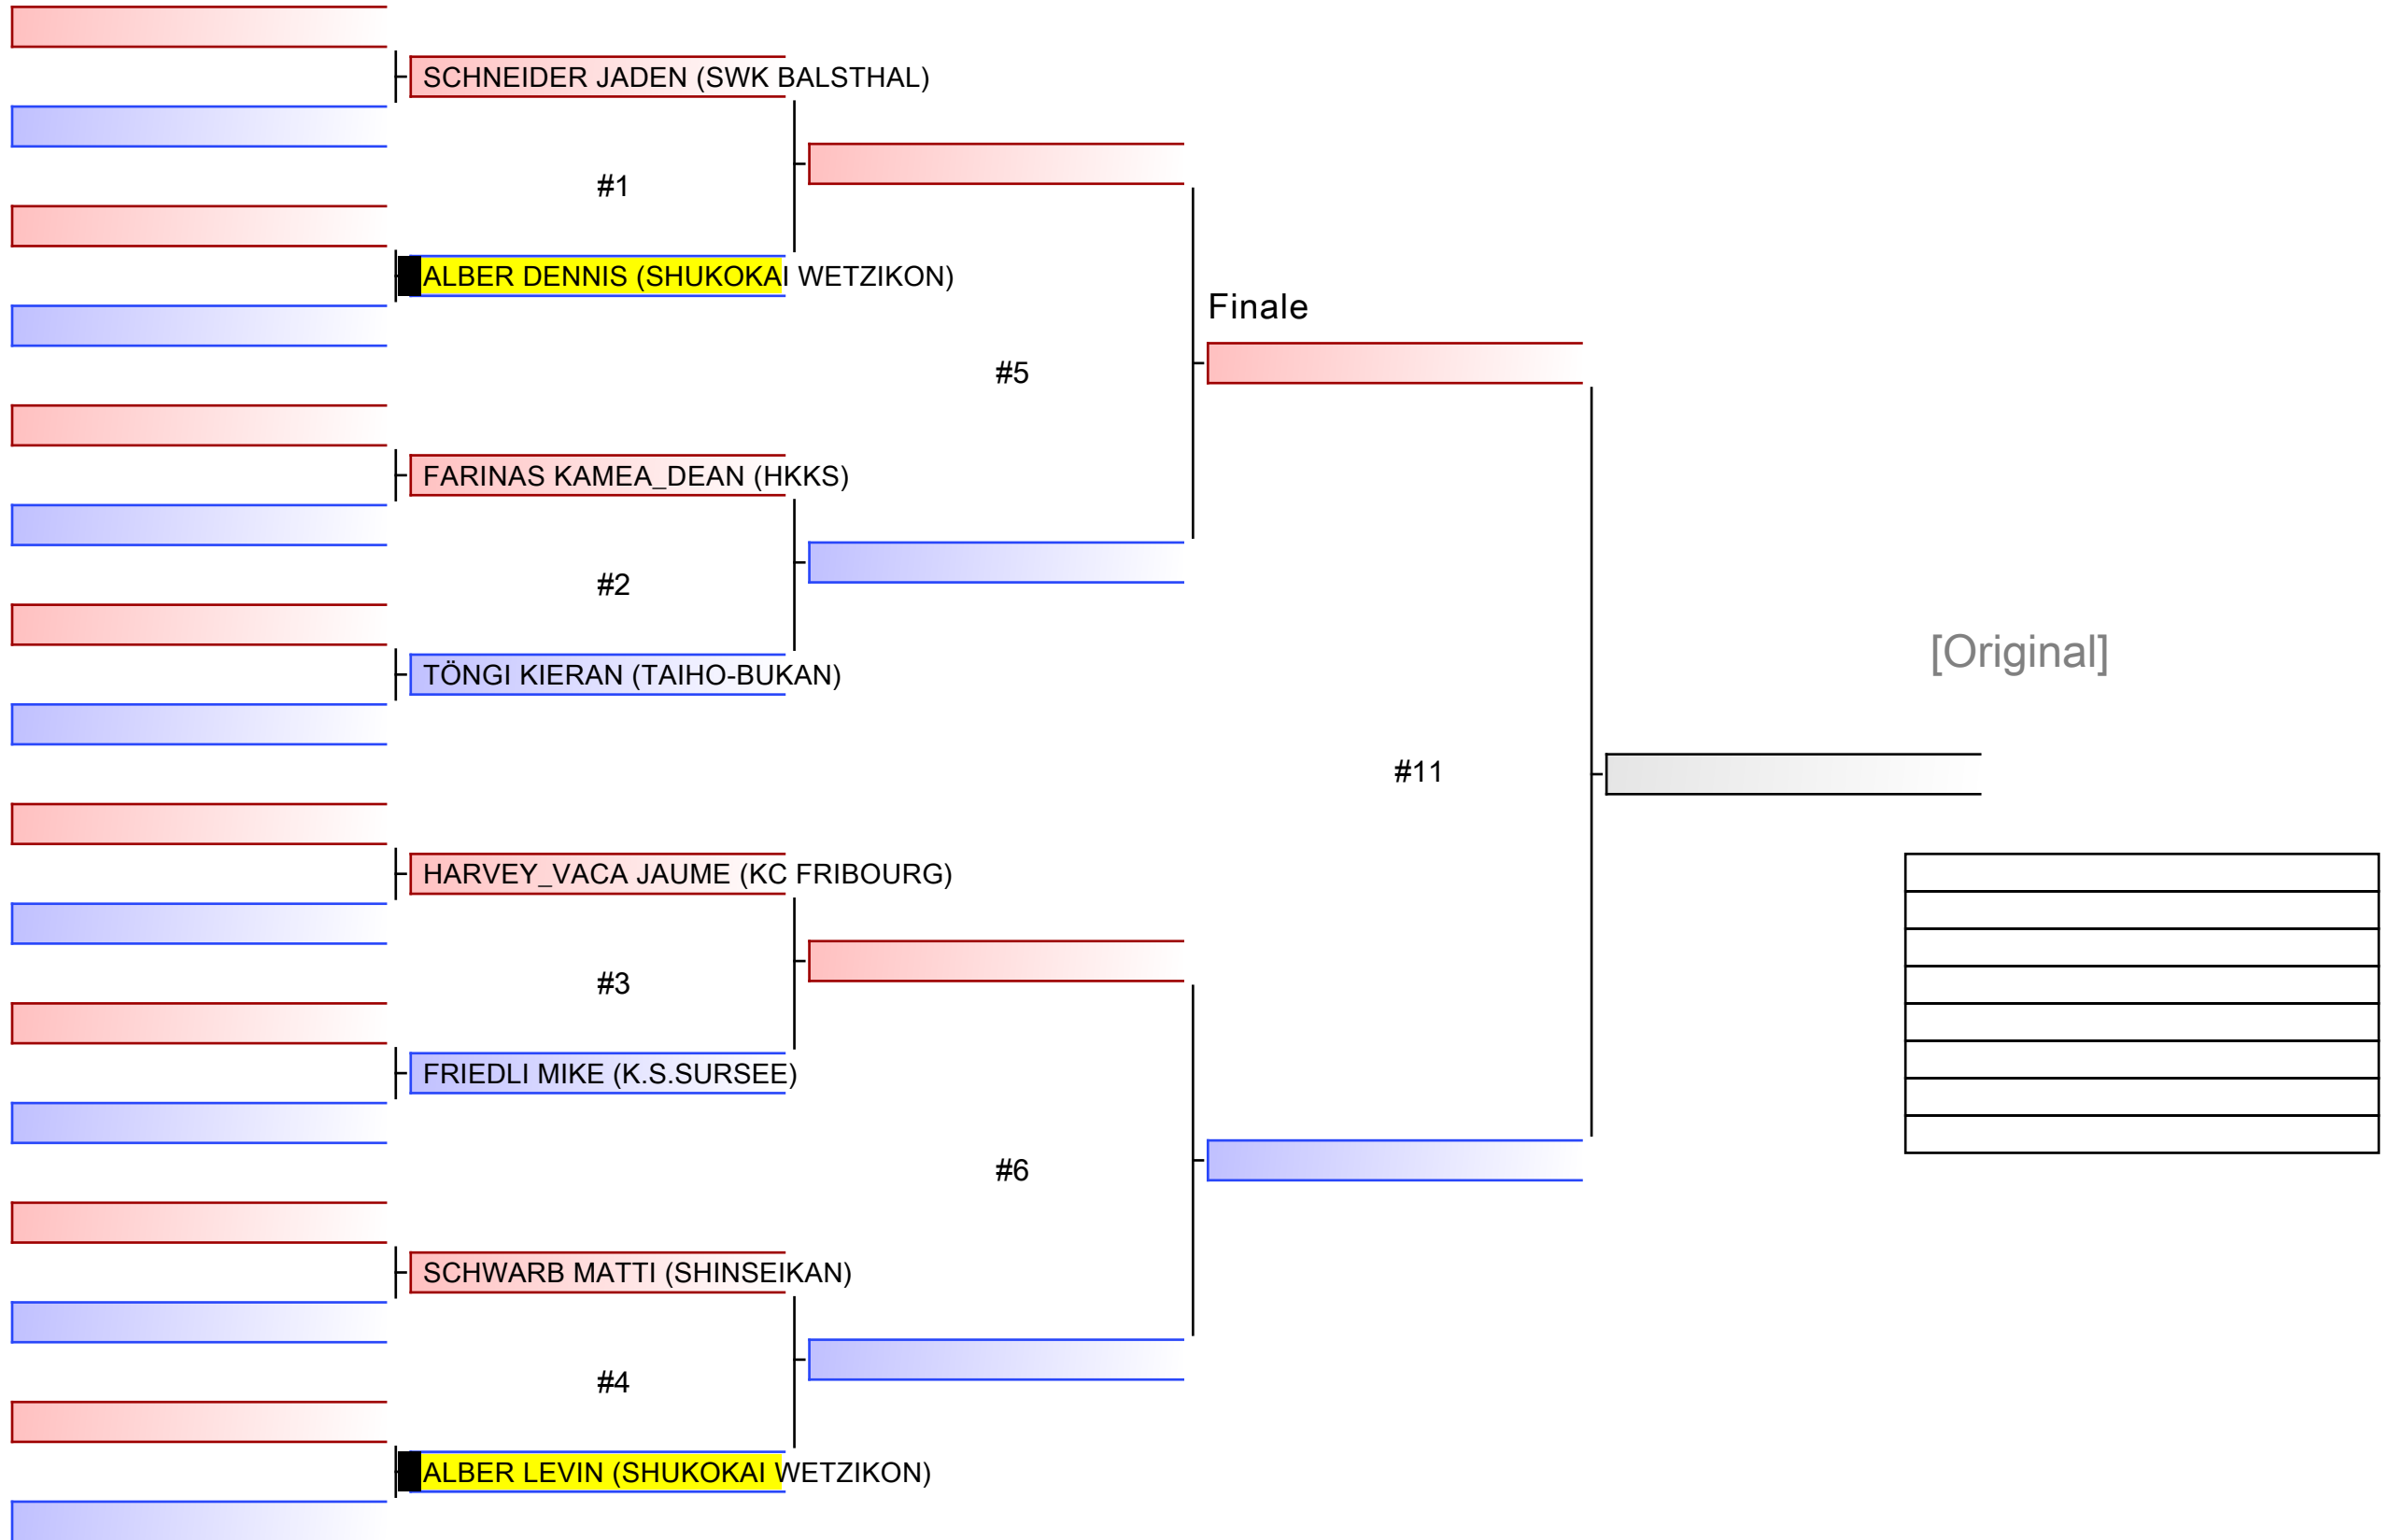 SCHNEIDER JADEN (SWK BALSTHAL)
#1
ALBER DENNIS (SHUKOKAI WETZIKON)
Finale
#5
FARINAS KAMEA_DEAN (HKKS)
#2
TÖNGI KIERAN (TAIHO-BUKAN)
[Original]
#11
HARVEY_VACA JAUME (KC FRIBOURG)
#3
FRIEDLI MIKE (K.S.SURSEE)
#6
SCHWARB MATTI (SHINSEIKAN)
#4
ALBER LEVIN (SHUKOKAI WETZIKON)